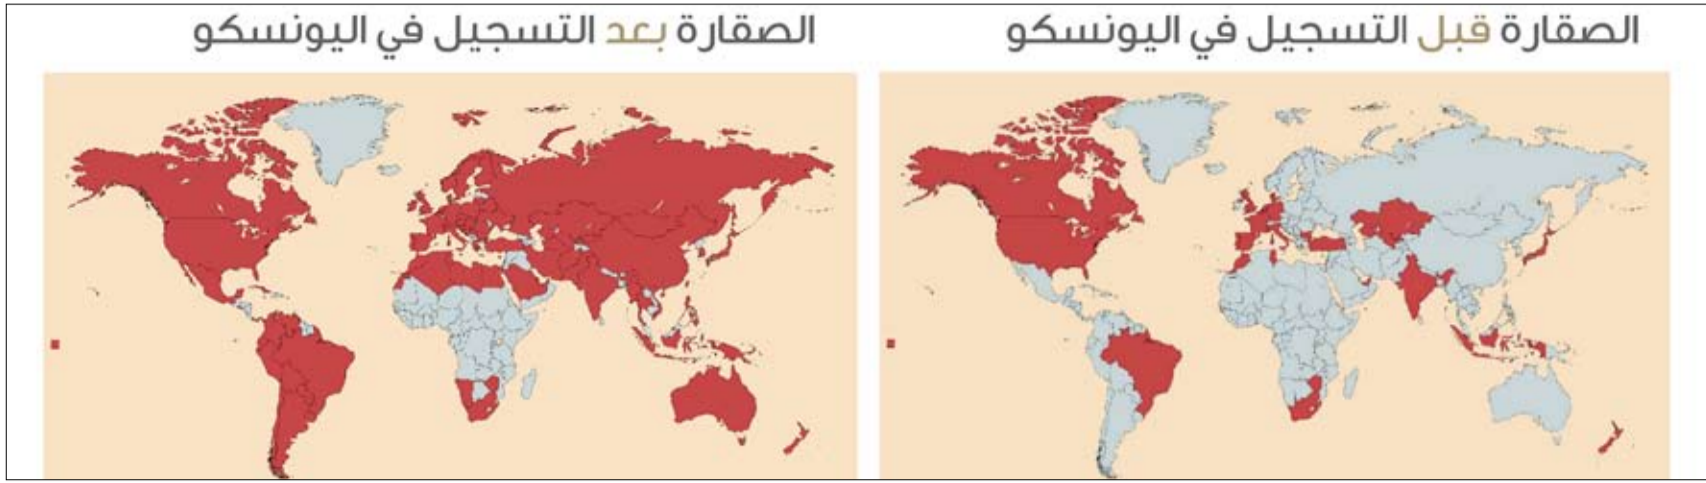 الصقارة قبل التسجيل في اليونسكو
الصقارة بعد التسجيل في اليونسكو